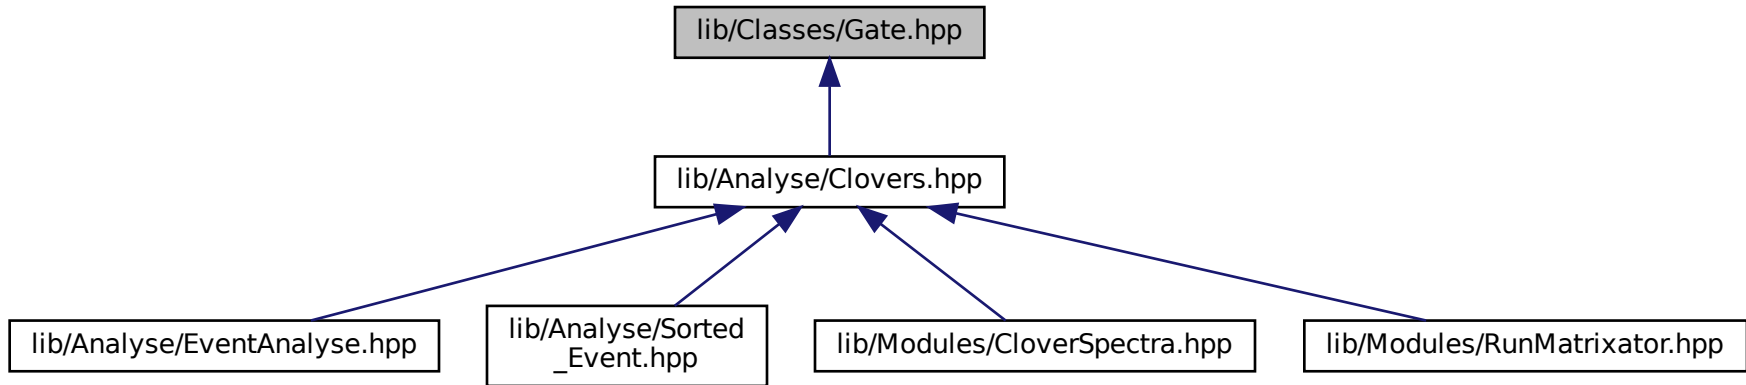 lib/Classes/Gate.hpp
lib/Analyse/Clovers.hpp
lib/Analyse/EventAnalyse.hpp
lib/Analyse/Sorted
_Event.hpp
lib/Modules/CloverSpectra.hpp
lib/Modules/RunMatrixator.hpp